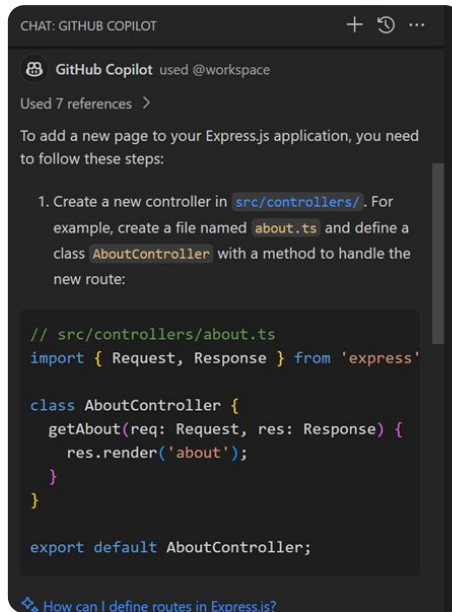 CHAT: GITHUB COPILOT
GitHub Copilot used @workspace
Used 7 references >
To add a new page to your Express.js application, you need
to follow these steps:
1. Create a new controller in src/controllers/. For
example, create a file named about.ts and define a
class AboutController with a method to handle the
new route:
// src/controllers/about.ts
import { Request, Response } from 'express'
class AboutController {
getAbout(req: Request, res: Response) {
res.render('about');
}
}
export default AboutController;
How can I define routes in Express.js?